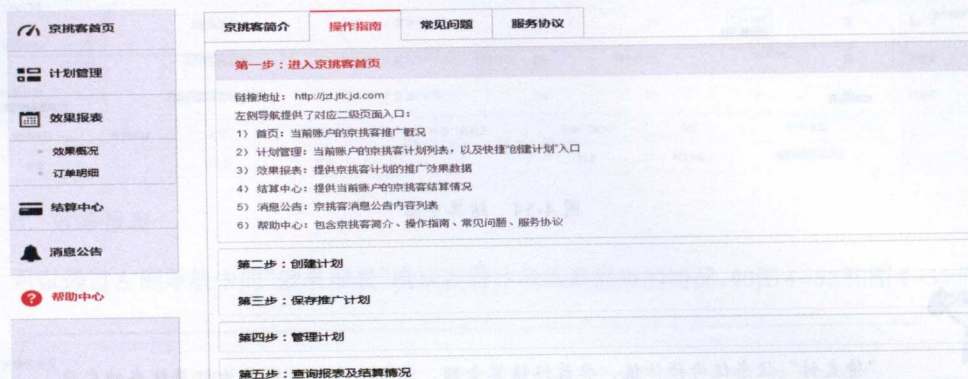 京挑客首页
计划管理
效果报表
效果概况
订单明细
结算中心
消息公告
帮助中心
京挑客简介 操作指南 常见问题 服务协议
第一步：进入京挑客首页
链接地址： http://jzt.jtk.jd.com
左侧导航提供了对应二级页面入口：
1） 首页：当前账户的京挑客推广概况
2） 计划管理：当前账户的京挑客计划列表，以及快捷“创建计划”入口
3） 效果报表：提供京挑客计划的推广效果数据
4） 结算中心：提供当前账户的京挑客结算情况
5） 消息公告：京挑客消息公告内容列表
6） 帮助中心：包含京挑客简介、操作指南、常见问题、服务协议
第二步：创建计划
第三步：保存推广计划
第四步：管理计划
第五步：查询报表及结算情况